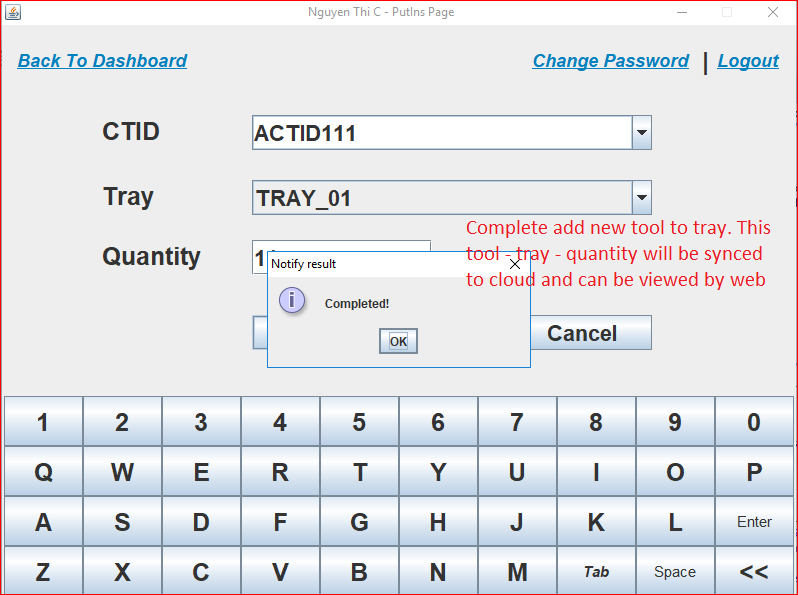 Nguyen Thi C - PutIns Page
Back To Dashboard
Change Password | Logout
CTID
ACTID111
Tray
TRAY_01
Complete add new tool to tray. This
tool - tray - quantity will be synced
to cloud and can be viewed by web
Quantity
Notify result
Completed!
OK
Cancel
1 2 3 4 5 6 7 8 9 0
Q W E R T Y U I O P
A S D F G H J K L Enter
Z X C V B N M Tab Space <<